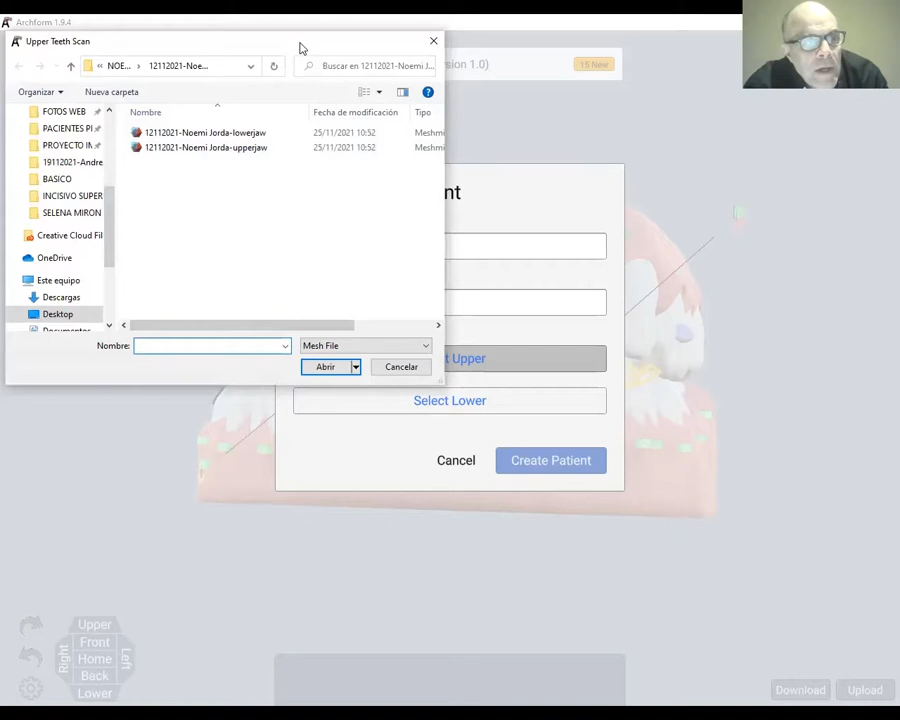 Archform 1.9.4
Upper Teeth Scan
« NOE... › 12112021-Noe...
Buscar en 12112021-Noemi J...
sion 1.0)
15 New
Organizar
Nueva carpeta
Nombre
Fecha de modificación
Tipo
FOTOS WEB
PACIENTES PI
PROYECTO IN
19112021-Andre
BASICO
INCISIVO SUPER
SELENA MIRON
Creative Cloud Fil
OneDrive
Este equipo
Descargas
Desktop
Documentos
12112021-Noemi Jorda-lowerjaw
25/11/2021 10:52
Meshmi
12112021-Noemi Jorda-upperjaw
25/11/2021 10:52
Meshmi
nt
Nombre:
Mesh File
Abrir
Cancelar
t Upper
Select Lower
Cancel
Create Patient
Upper
Front
Right
Home
Left
Back
Lower
Download
Upload